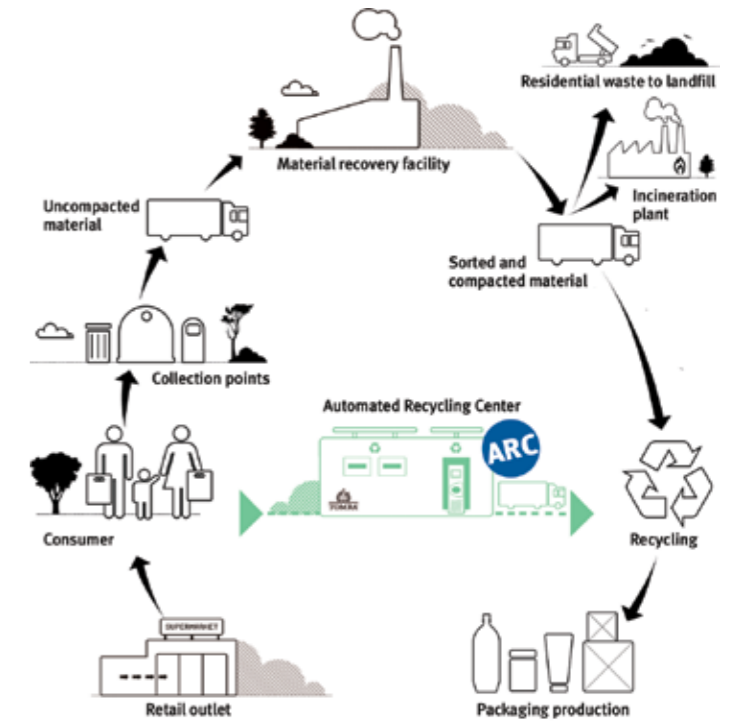 Residential waste to landfill
Material recovery facility
Incineration
plant
Uncompacted
material
Sorted and
compacted material
Collection points
Automated Recycling Center
ARC
TOMRA
Consumer
Recycling
SUPERMARKET
Retail outlet
Packaging production